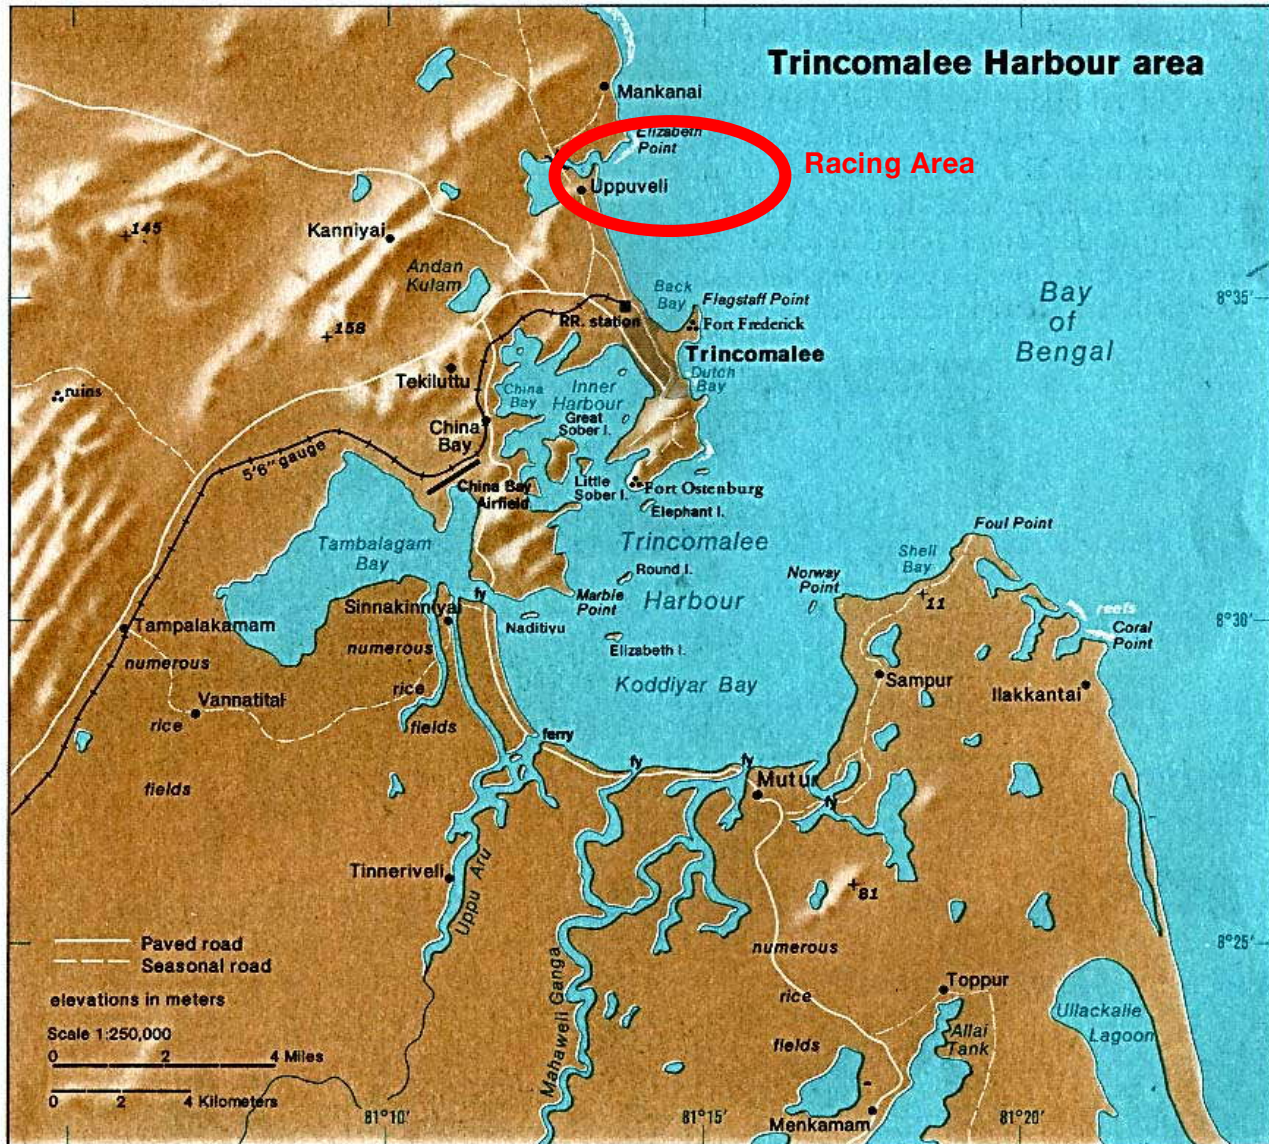 Trincomalee Harbour area
Mankanai
Elizabeth
Point
Racing Area
Uppuveli
145
Kanniyai
Andan
Kulam
Back
Bay
Flagstaff Point
Bay
of
Bengal
8°35'
158
RR. station
Fort Frederick
Trincomalee
Tekiluttu
Dutch
Bay
ruins
China
Bay
Inner
Harbour
Great
Sober I.
China
Bay
5'6" gauge
China Bay
Airfield
Little
Sober I.
Fort Ostenburg
Elephant I.
Foul Point
Tambalagam
Bay
Trincomalee
Harbour
Shell
Bay
Round I.
Norway
Point
fy
Marble
Point
11
Sinnakinniyai
reefs
Coral
Point
8°30'
Tampalakamam
Naditivu
numerous
rice
fields
numerous
rice
fields
Elizabeth I.
Koddiyar Bay
Sampur
Ilakkantai
Vannatital
ferry
fy
fy
Mutur
fy
Tinneriveli
Uppu Aru
81
Paved road
Seasonal road
Mahaweli Ganga
numerous
rice
fields
8°25'
elevations in meters
Toppur
Scale 1:250,000
0 2 4 Miles
0 2 4 Kilometers
Allai
Tank
Ullackalie
Lagoon
81°10'
81°15'
81°20'
Menkamam